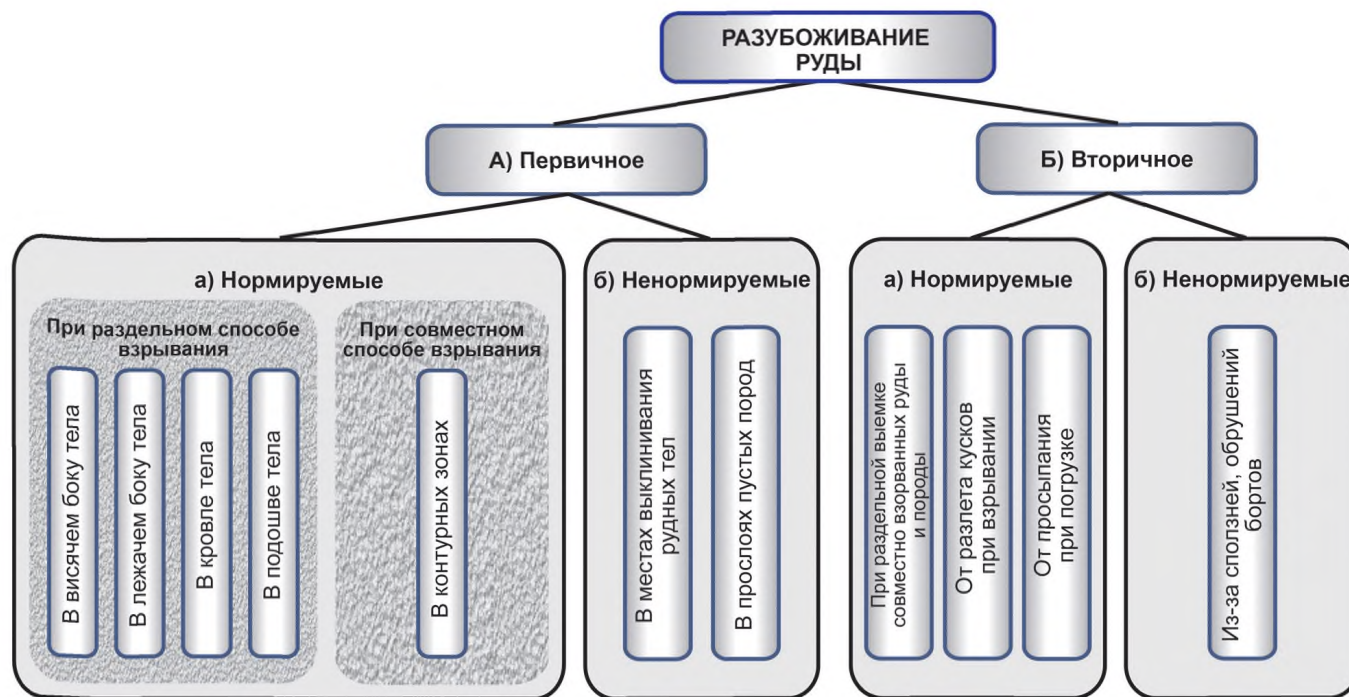 РАЗУБОЖИВАНИЕ
РУДЫ
А) Первичное
Б) Вторичное
а) Нормируемые
При раздельном способе
взрывания
В висячем боку тела
В лежачем боку тела
В кровле тела
В подошве тела
При совместном
способе взрывания
В контурных зонах
б) Ненормируемые
В местах выклинивания
рудных тел
В прослоях пустых пород
а) Нормируемые
При раздельной выемке
совместно взорванных руды
и породы
От разлета кусков
при взрывании
От просыпания
при погрузке
б) Ненормируемые
Из-за сползней, обрушений
бортов